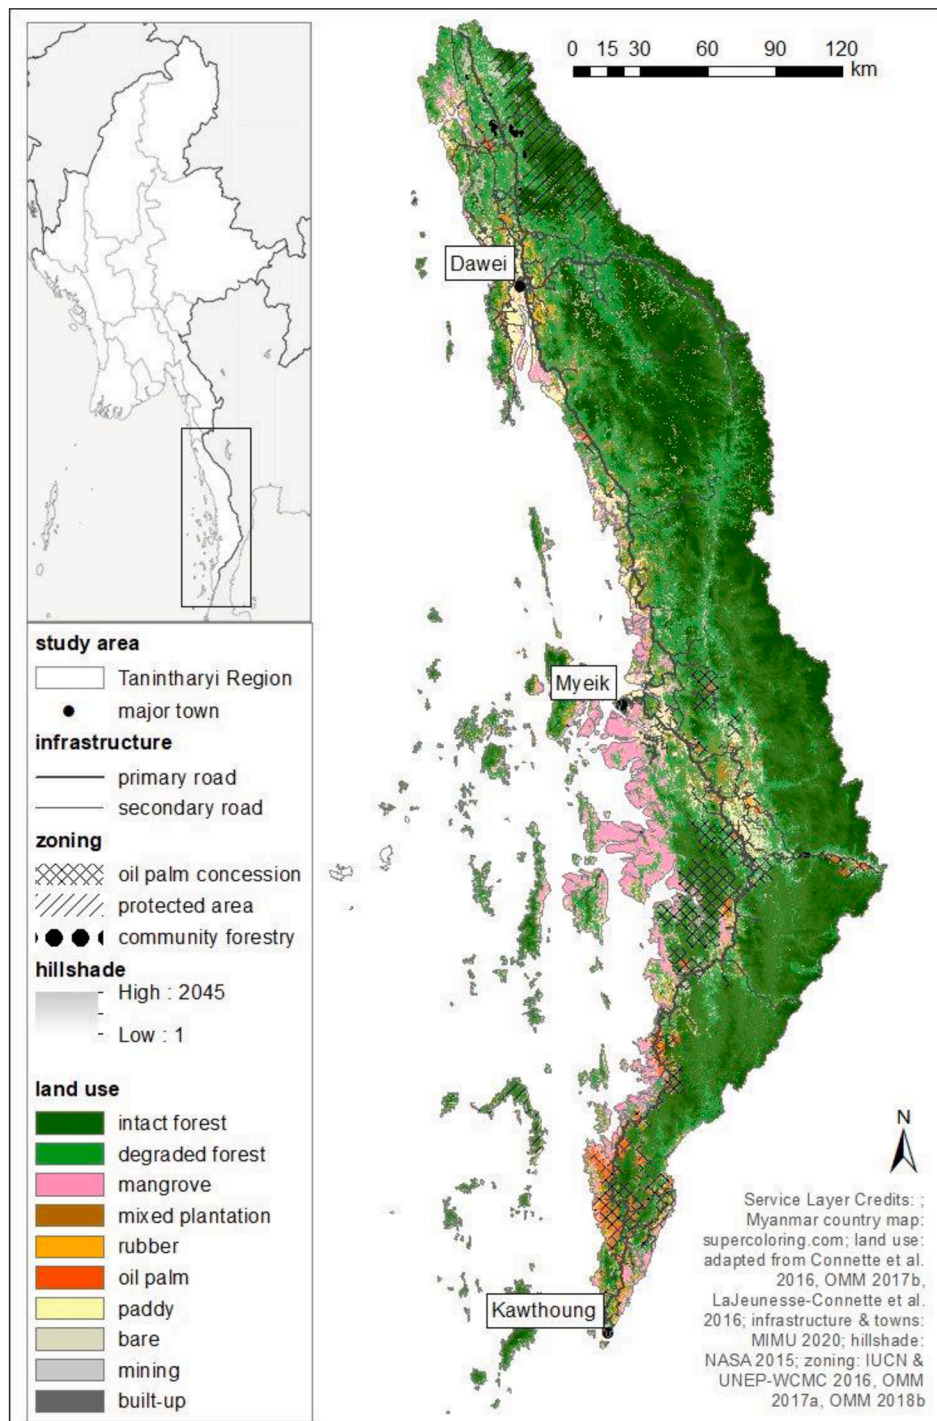 0 15 30 60 90 120
km
Dawei
Myeik
Kawthoung
study area
Tanintharyi Region
major town
infrastructure
primary road
secondary road
zoning
oil palm concession
protected area
community forestry
hillshade
High : 2045
Low : 1
land use
intact forest
degraded forest
mangrove
mixed plantation
rubber
oil palm
paddy
bare
mining
built-up
N
Service Layer Credits: ;
Myanmar country map:
supercoloring.com; land use:
adapted from Connette et al.
2016, OMM 2017b,
LaJeunesse-Connette et al.
2016; infrastructure & towns:
MIMU 2020; hillshade:
NASA 2015; zoning: IUCN &
UNEP-WCMC 2016, OMM
2017a, OMM 2018b